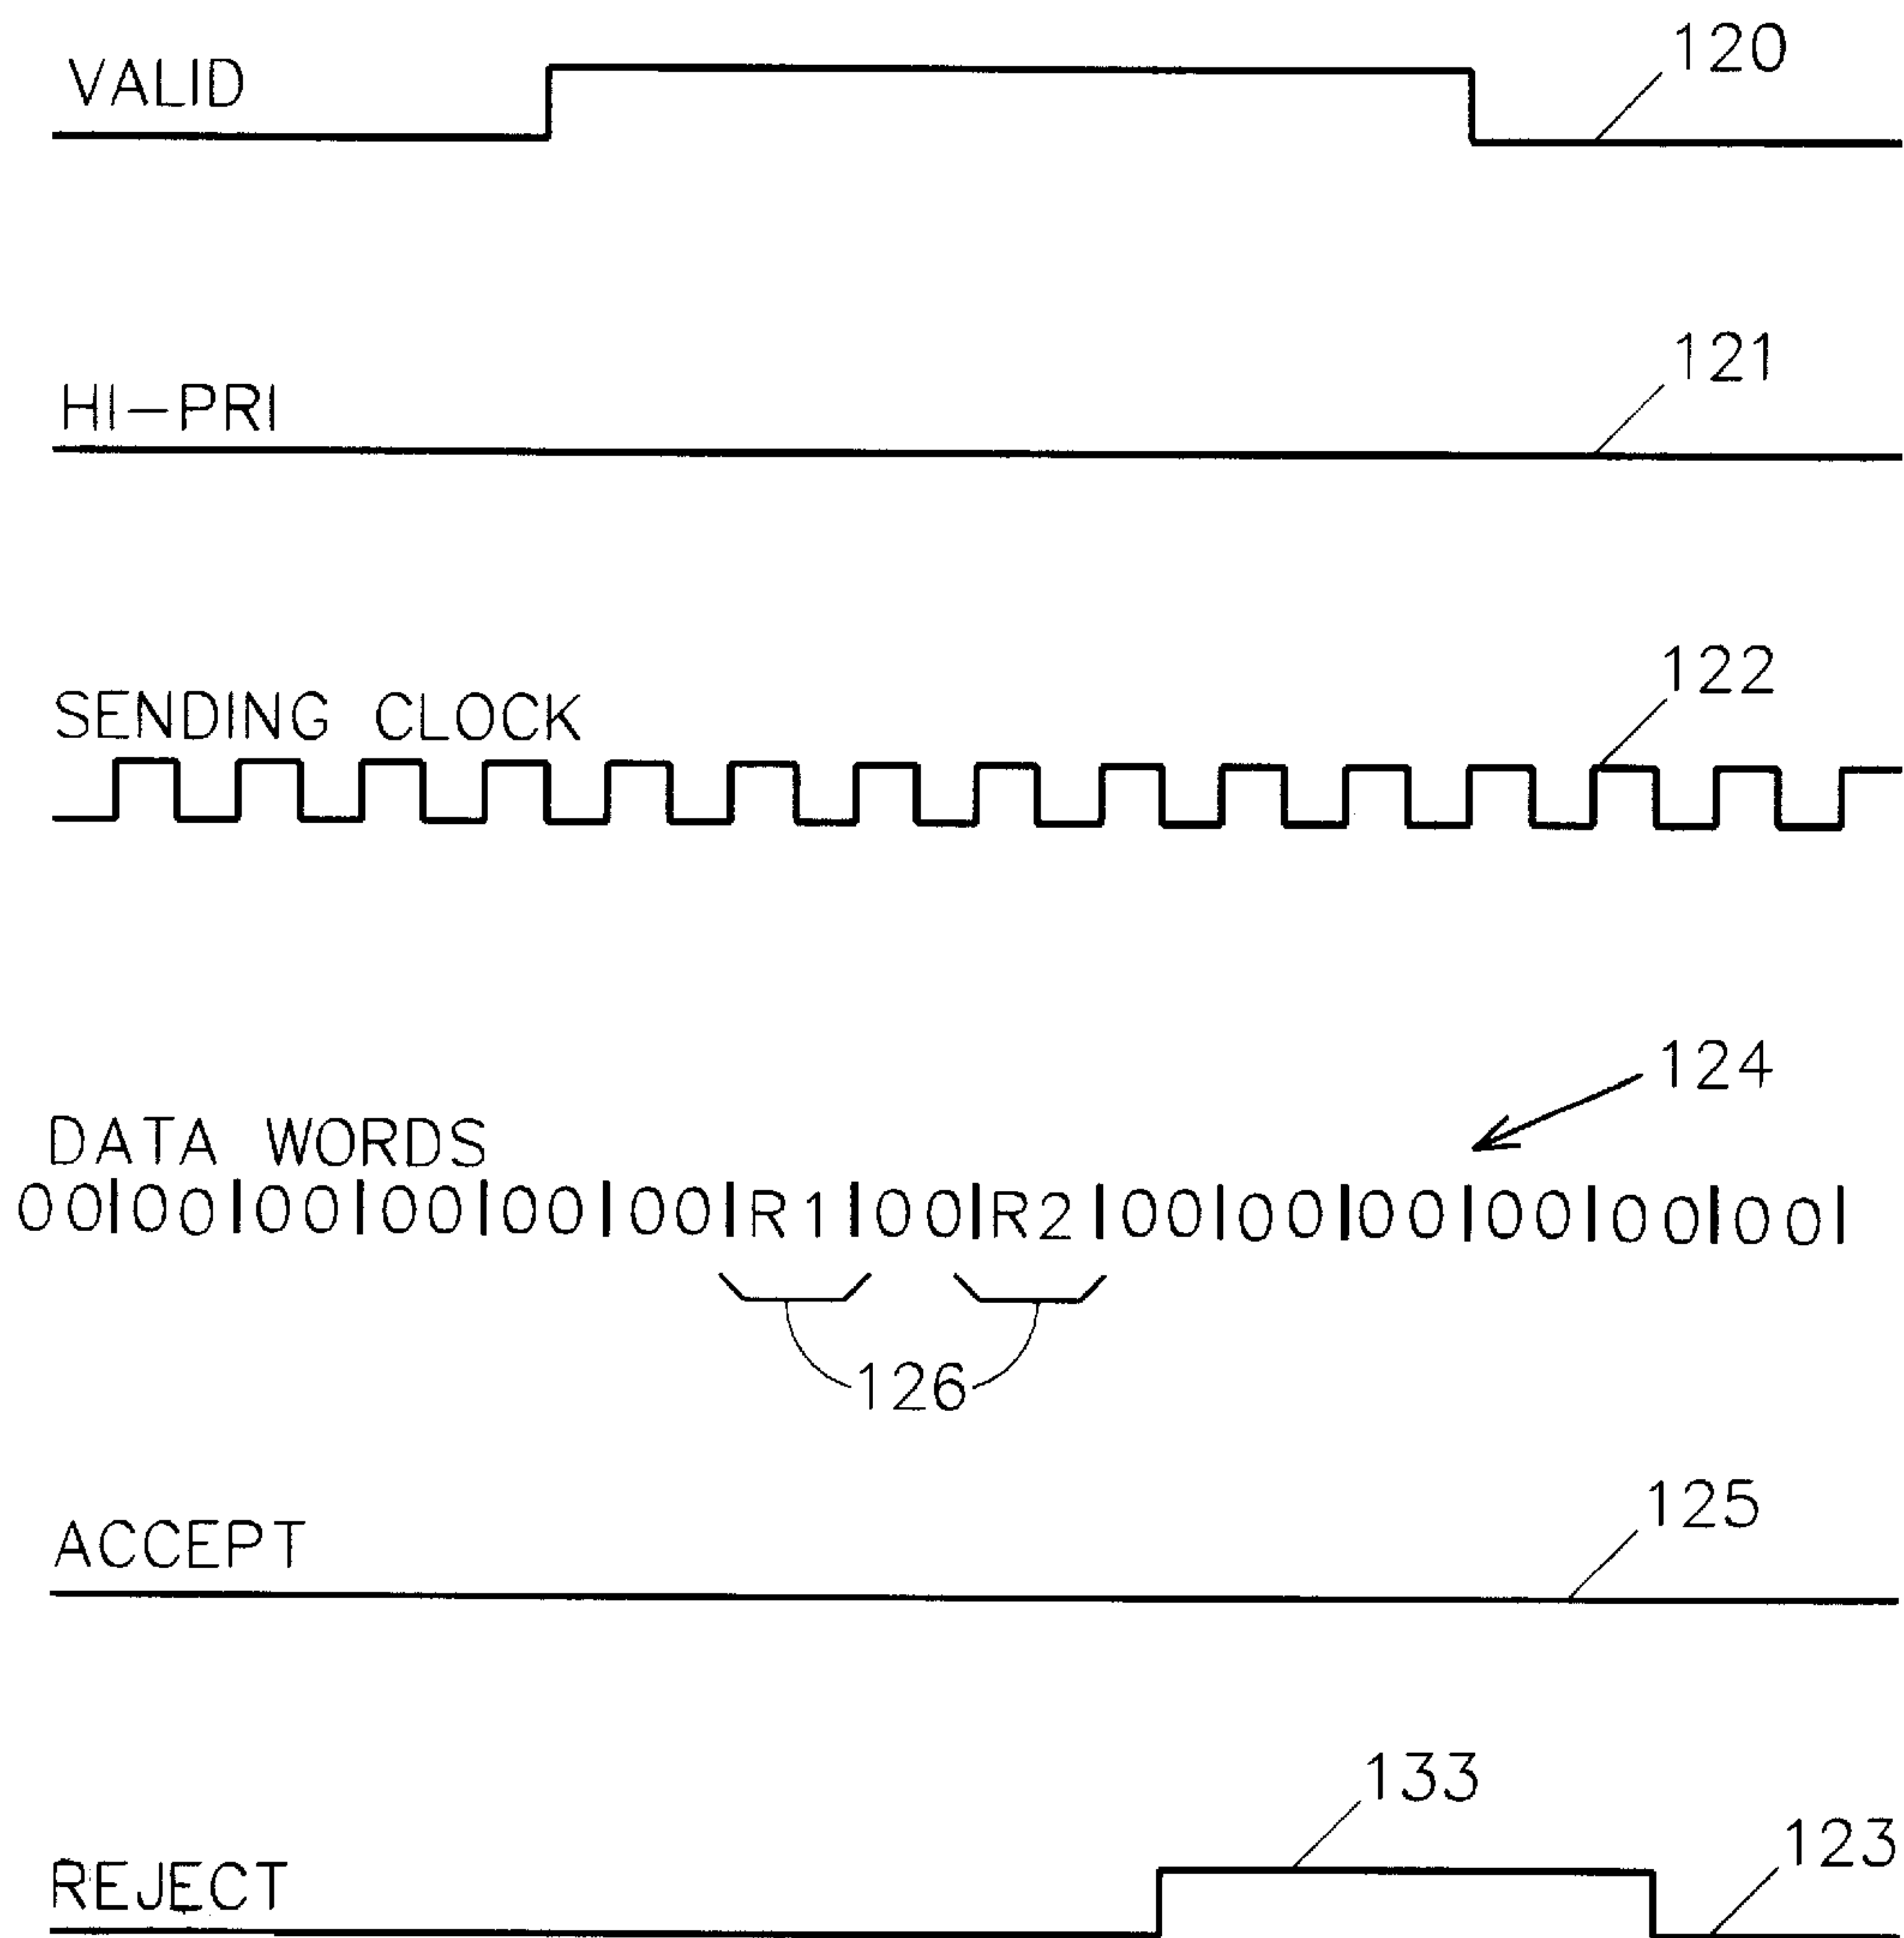 120
VALID
121
HI-PRI
122
SENDING CLOCK
124
DATA WORDS
00|00|00|00|00|00|R1|00|R2|00|00|00|00|00|00|
126
125
ACCEPT
133
123
REJECT